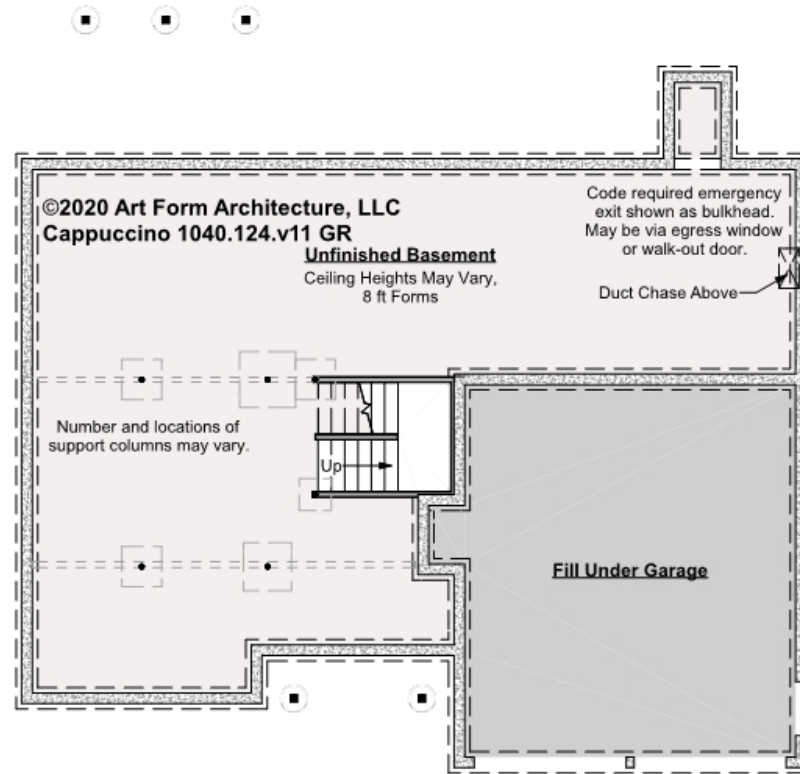 ©2020 Art Form Architecture, LLC
Cappuccino 1040.124.v11 GR
Unfinished Basement
Ceiling Heights May Vary,
8 ft Forms
Code required emergency
exit shown as bulkhead.
May be via egress window
or walk-out door.
Duct Chase Above
Number and locations of
support columns may vary.
Up
Fill Under Garage